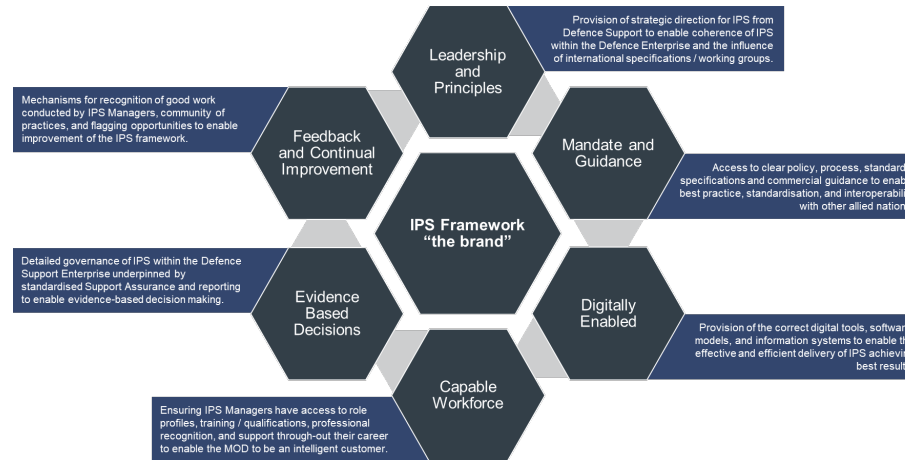 Leadership
and
Principles
Provision of strategic direction for IPS from
Defence Support to enable coherence of IPS
within the Defence Enterprise and the influence
of international specifications / working groups.
Mandate and
Guidance
Access to clear policy, process,
specifications and commercial guidance to
best practice, standardisation, and
with other allied
Digitally
Enabled
Provision of the correct digital tools,
models, and information systems to enable
effective and efficient delivery of IPS
best
Capable
Workforce
Ensuring IPS Managers have access to role
profiles, training / qualifications, professional
recognition, and support through-out their career
to enable the MOD to be an intelligent customer.
Evidence
Based
Decisions
Detailed governance of IPS within the Defence
Support Enterprise underpinned by
standardised Support Assurance and reporting
to enable evidence-based decision making.
Feedback
and Continual
Improvement
Mechanisms for recognition of good work
conducted by IPS Managers, community of
practices, and flagging opportunities to enable
improvement of the IPS framework.
IPS Framework
“the brand”